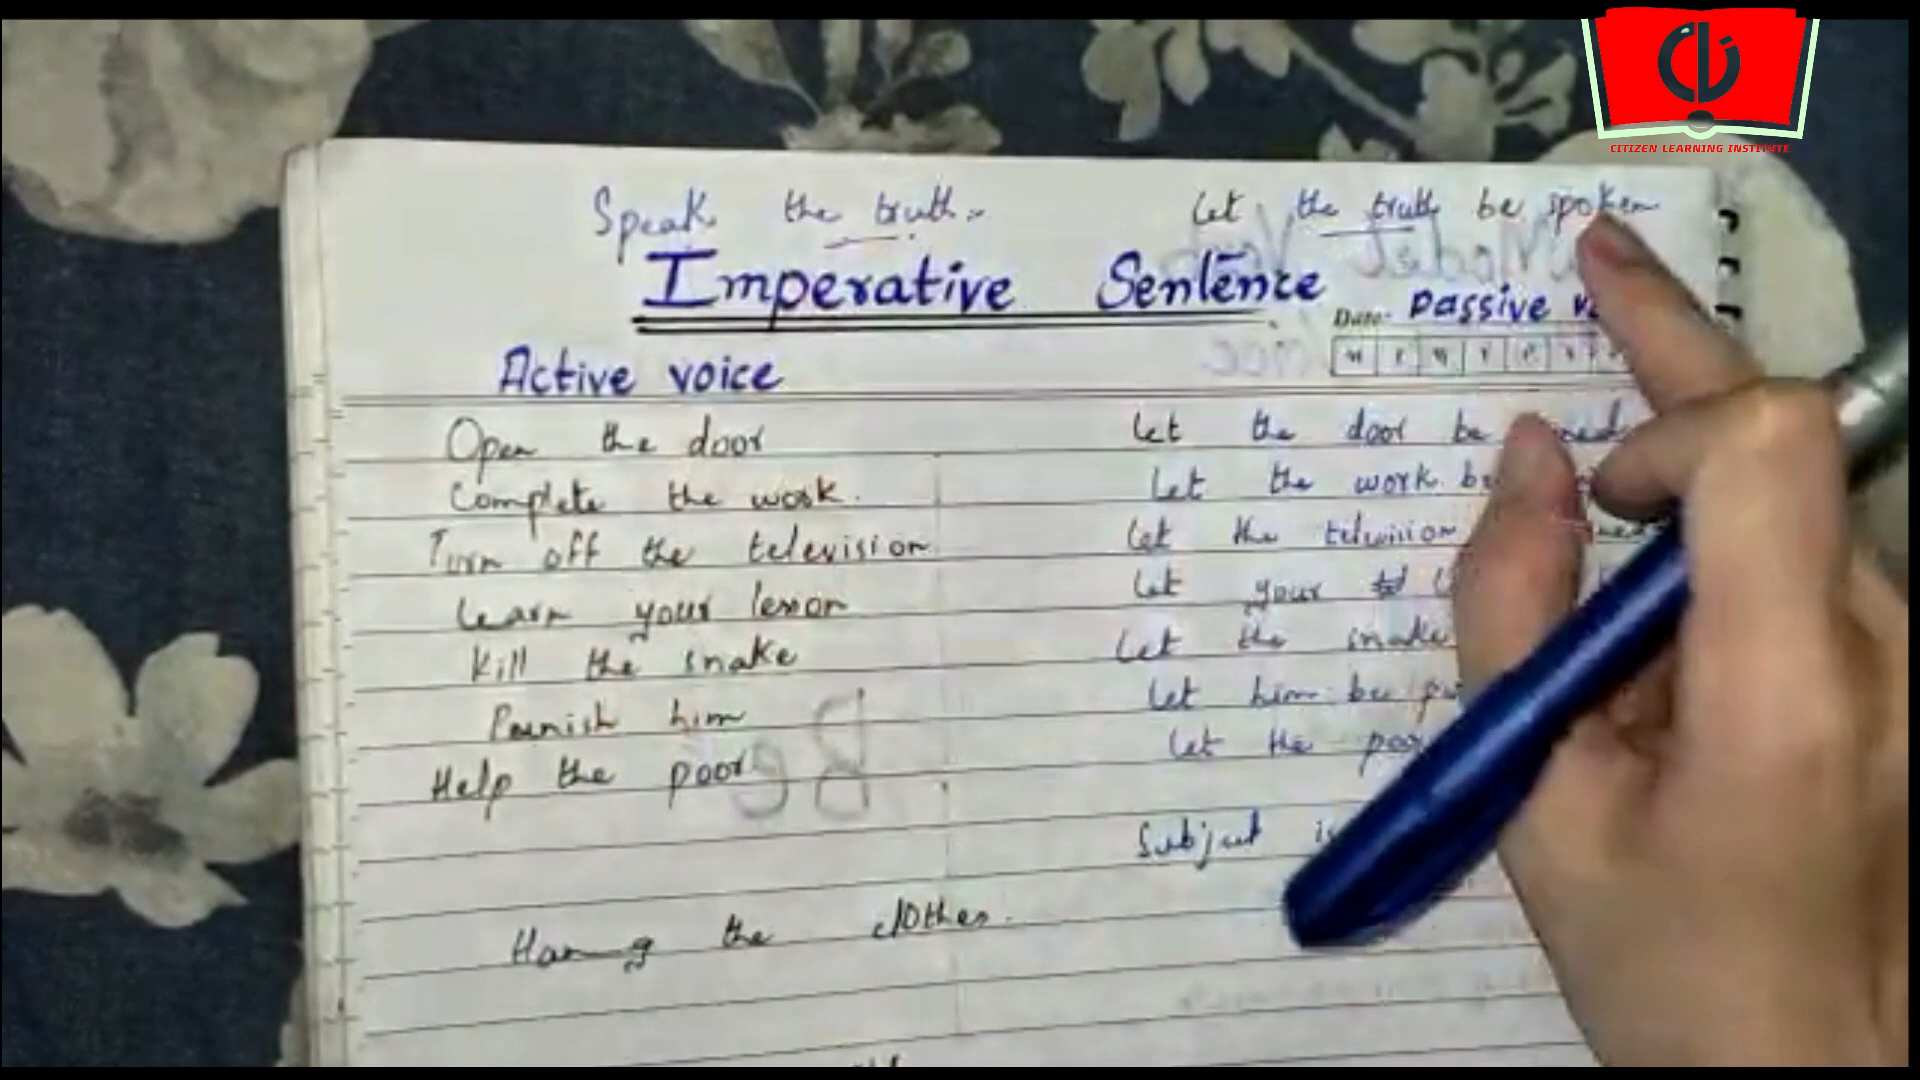 CITIZEN LEARNING INSTITUTE
Speak the truth. Let the truth be spoken
Imperative Sentence
Date: Passive
Active voice
Open the door Let the door be
Complete the work. Let the work be
Turn off the television Let the television
Learn your lesson Let your
Kill the snake Let the snake
Punish him Let him be
Help the poor Let the poor
Subject is
Hang the clothes.